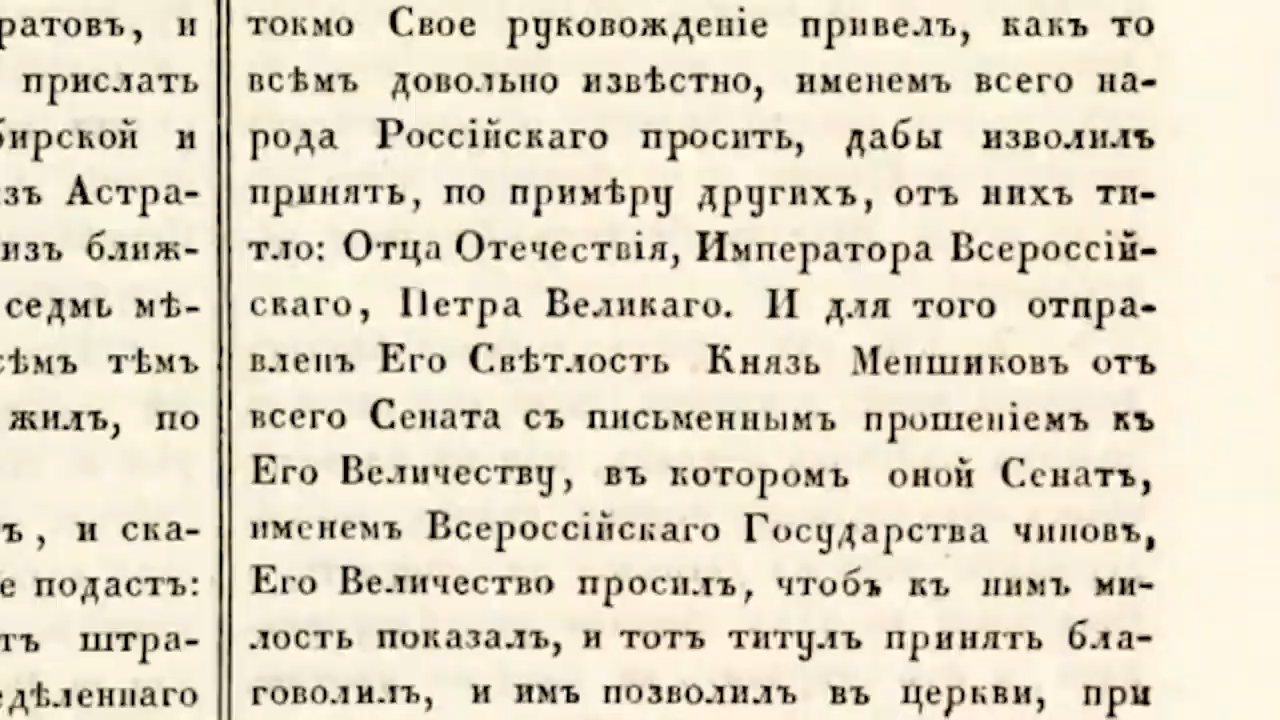 ратовъ, и
прислать
бирской и
изъ Астра-
изъ ближ-
седмь мѣ-
сѣмъ тѣмъ
жилъ, по
ъ, и ска-
е подастъ:
тъ штра-
едѣленнаго
токмо Свое руковожденіе привелъ, какъ то
всѣмъ довольно извѣстно, именемъ всего на-
рода Россійскаго просить, дабы изволилъ
принять, по примѣру другихъ, отъ нихъ ти-
тло: Отца Отечествія, Императора Всероссій-
скаго, Петра Великаго. И для того отпра-
вленъ Его Свѣтлость Князь Меншиковъ отъ
всего Сената съ письменнымъ прошеніемъ къ
Его Величеству, въ которомъ оной Сенатъ,
именемъ Всероссійскаго Государства чиновъ,
Его Величество просилъ, чтобъ къ нимъ ми-
лость показалъ, и тотъ титулъ принять бла-
говолилъ, и имъ позволилъ въ церкви, при